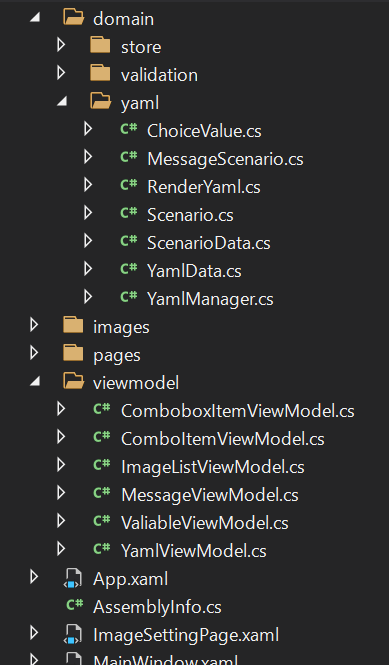 domain
store
validation
yaml
C# ChoiceValue.cs
C# MessageScenario.cs
C# RenderYaml.cs
C# Scenario.cs
C# ScenarioData.cs
C# YamlData.cs
C# YamlManager.cs
images
pages
viewmodel
C# ComboboxItemViewModel.cs
C# ComboItemViewModel.cs
C# ImageListViewModel.cs
C# MessageViewModel.cs
C# ValiableViewModel.cs
C# YamlViewModel.cs
App.xaml
C# AssemblyInfo.cs
ImageSettingPage.xaml
MainWindow.xaml